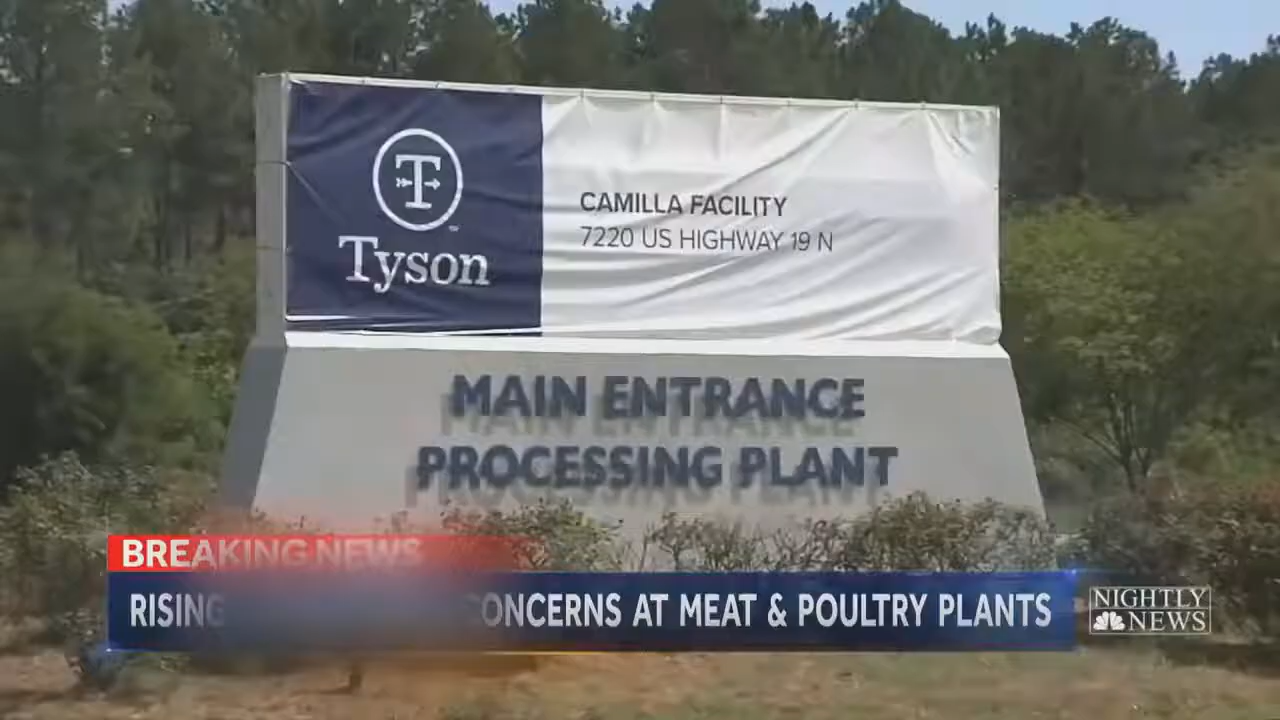 T
Tyson
CAMILLA FACILITY
7220 US HIGHWAY 19 N
MAIN ENTRANCE
PROCESSING PLANT
BREAKING NEWS
RISING CONCERNS AT MEAT & POULTRY PLANTS
NIGHTLY
NEWS